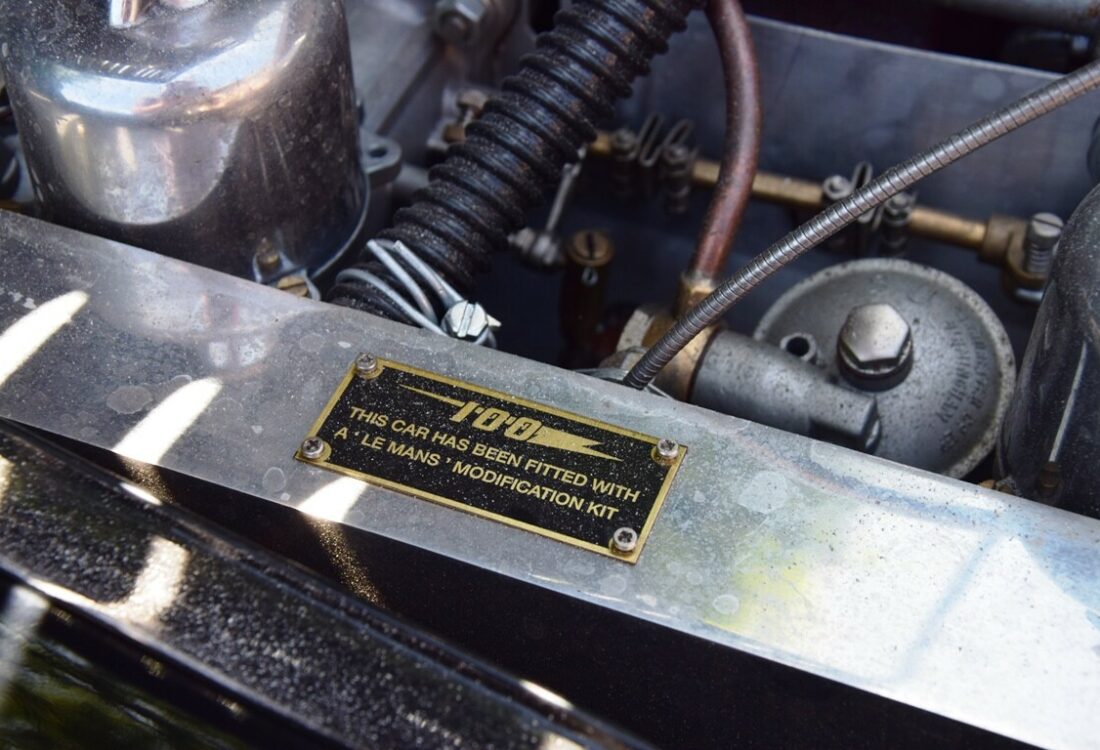 100
THIS CAR HAS BEEN FITTED WITH
A ' LE MANS ' MODIFICATION KIT